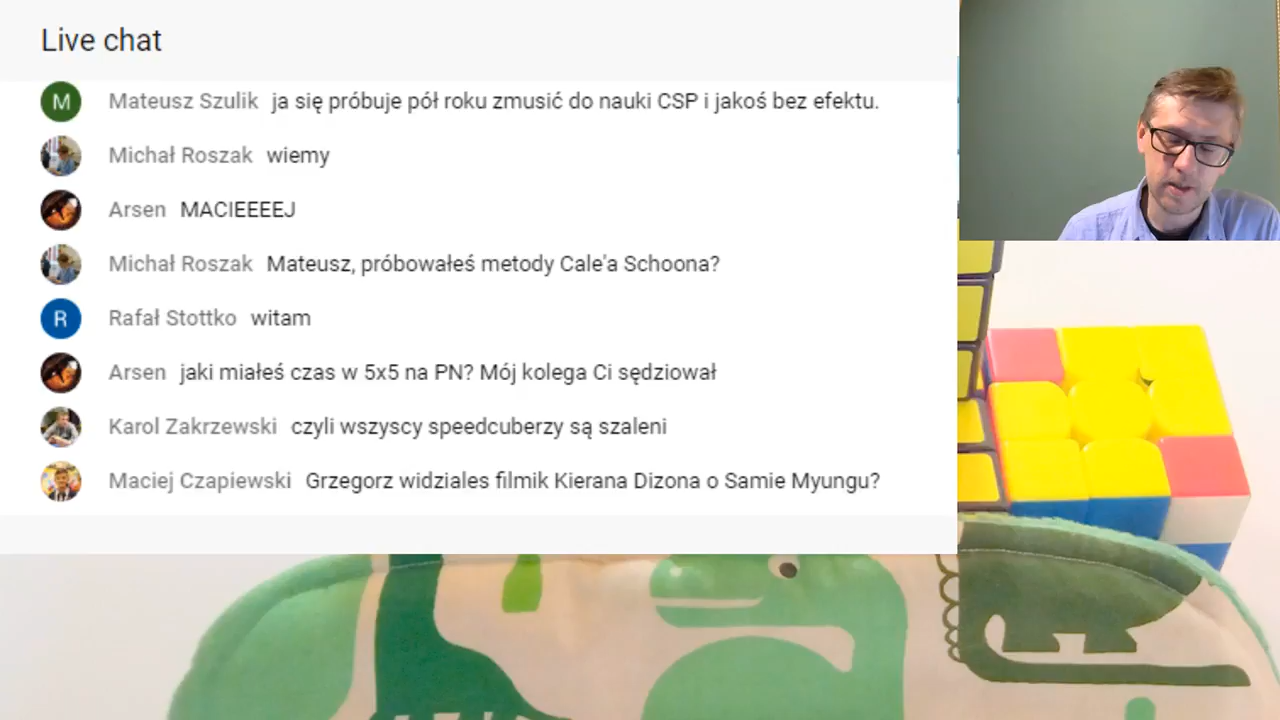 Live chat
M Mateusz Szulik ja się próbuje pół roku zmusić do nauki CSP i jakoś bez efektu.
Michał Roszak wiemy
Arsen MACIEEEEJ
Michał Roszak Mateusz, próbowałeś metody Cale'a Schoona?
R Rafał Stottko witam
Arsen jaki miałeś czas w 5x5 na PN? Mój kolega Ci sędziował
Karol Zakrzewski czyli wszyscy speedcuberzy są szaleni
Maciej Czapiewski Grzegorz widziales filmik Kierana Dizona o Samie Myungu?